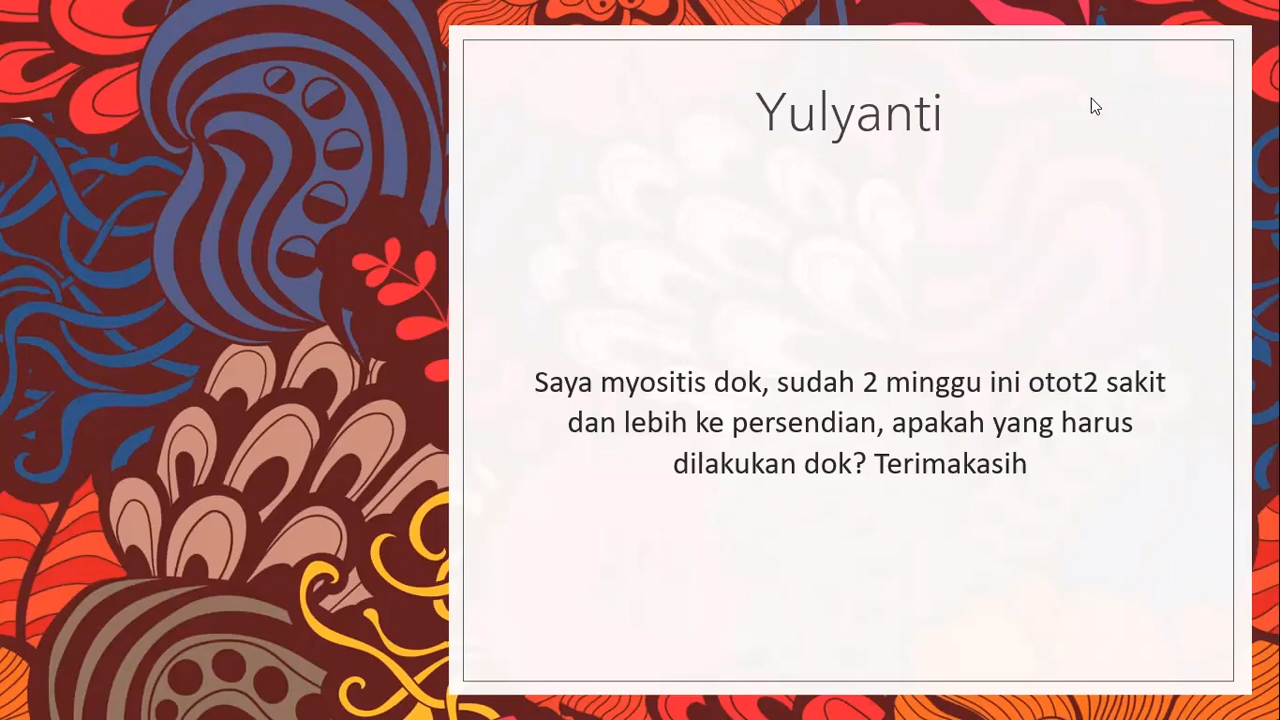 Yulyanti
Saya myositis dok, sudah 2 minggu ini otot2 sakit
dan lebih ke persendian, apakah yang harus
dilakukan dok? Terimakasih